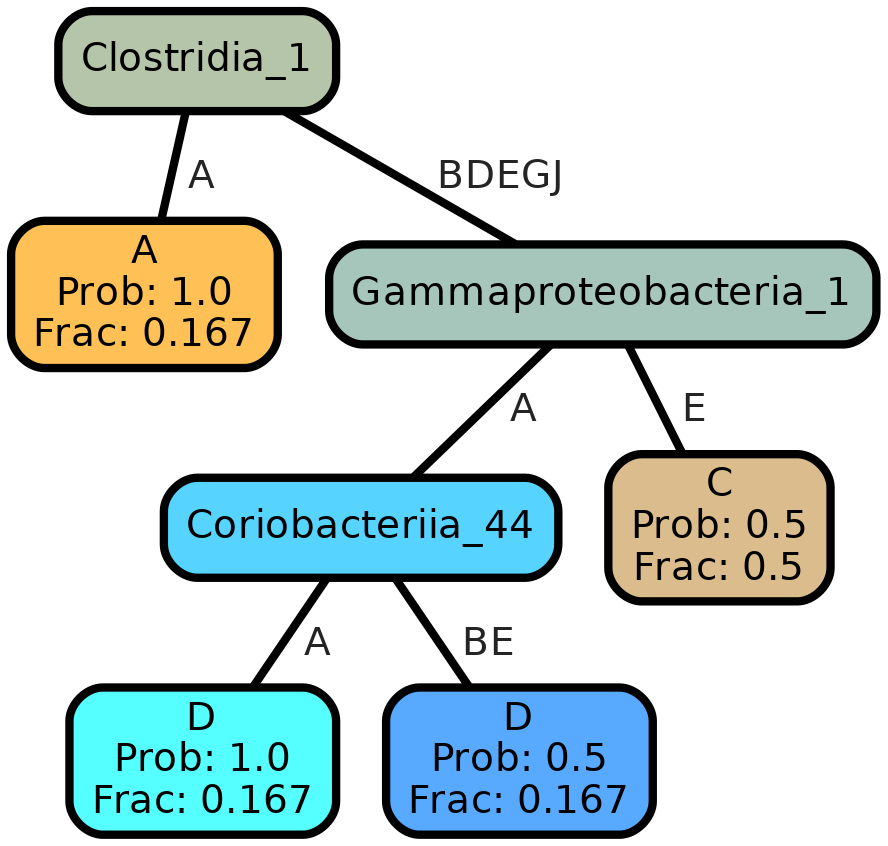 Clostridia_1
A
BDEGJ
A
Prob: 1.0
Frac: 0.167
Gammaproteobacteria_1
A
E
Coriobacteriia_44
C
Prob: 0.5
Frac: 0.5
A
BE
D
Prob: 1.0
Frac: 0.167
D
Prob: 0.5
Frac: 0.167